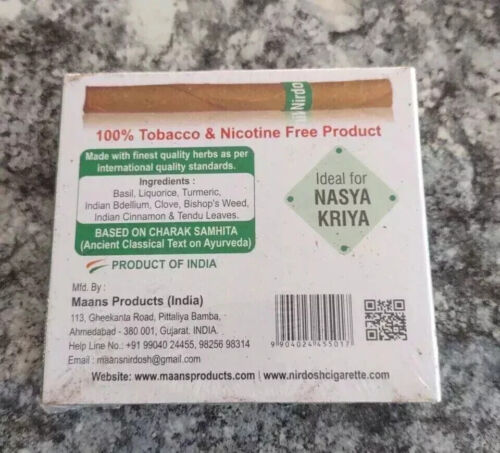 Nirdo
100% Tobacco & Nicotine Free Product
Made with finest quality herbs as per
international quality standards.
Ingredients :
Basil, Liquorice, Turmeric,
Indian Bdellium, Clove, Bishop's Weed,
Indian Cinnamon & Tendu Leaves.
BASED ON CHARAK SAMHITA
(Ancient Classical Text on Ayurveda)
Ideal for
NASYA
KRIYA
PRODUCT OF INDIA
Mfd. By :
Maans Products (India)
113, Gheekanta Road, Pittaliya Bamba,
Ahmedabad - 380 001, Gujarat. INDIA.
Help Line No.: +91 99040 24455, 98256 98314
Email : maansnirdosh@gmail.com
9904024455017
Website: www.maansproducts.com | www.nirdoshcigarette.com